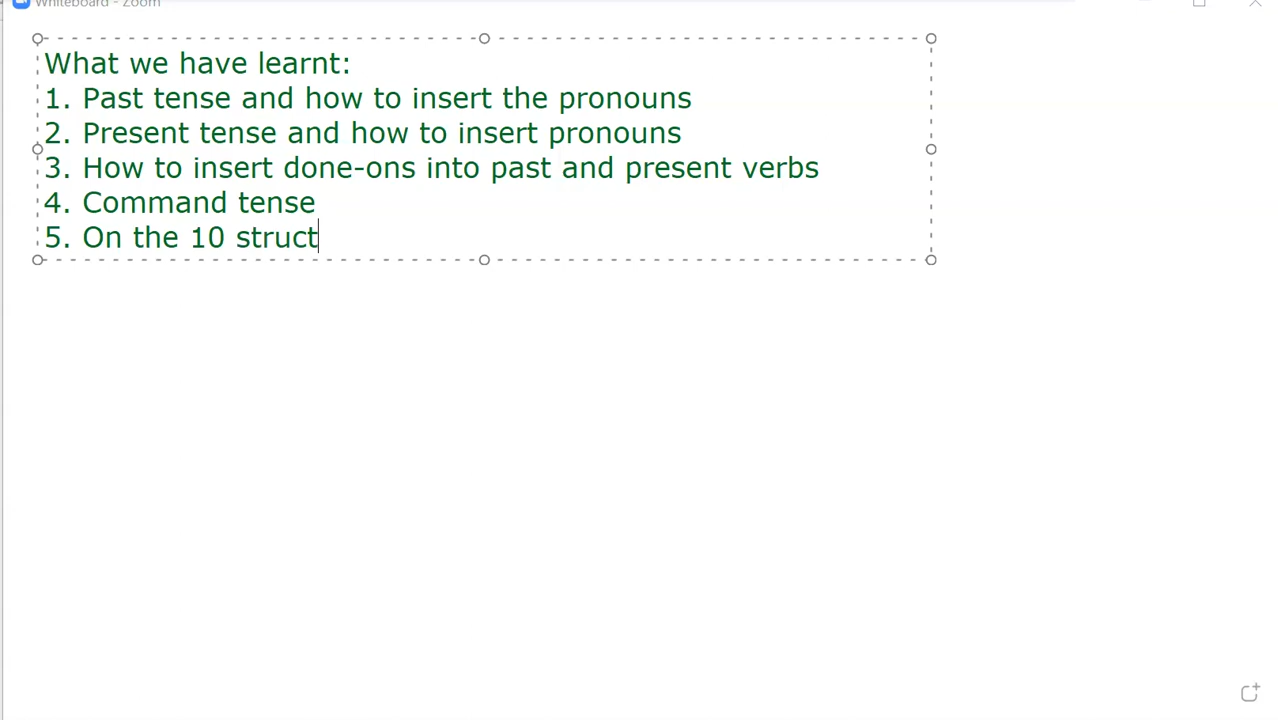 Whiteboard - Zoom
What we have learnt:
1. Past tense and how to insert the pronouns
2. Present tense and how to insert pronouns
3. How to insert done-ons into past and present verbs
4. Command tense
5. On the 10 struct